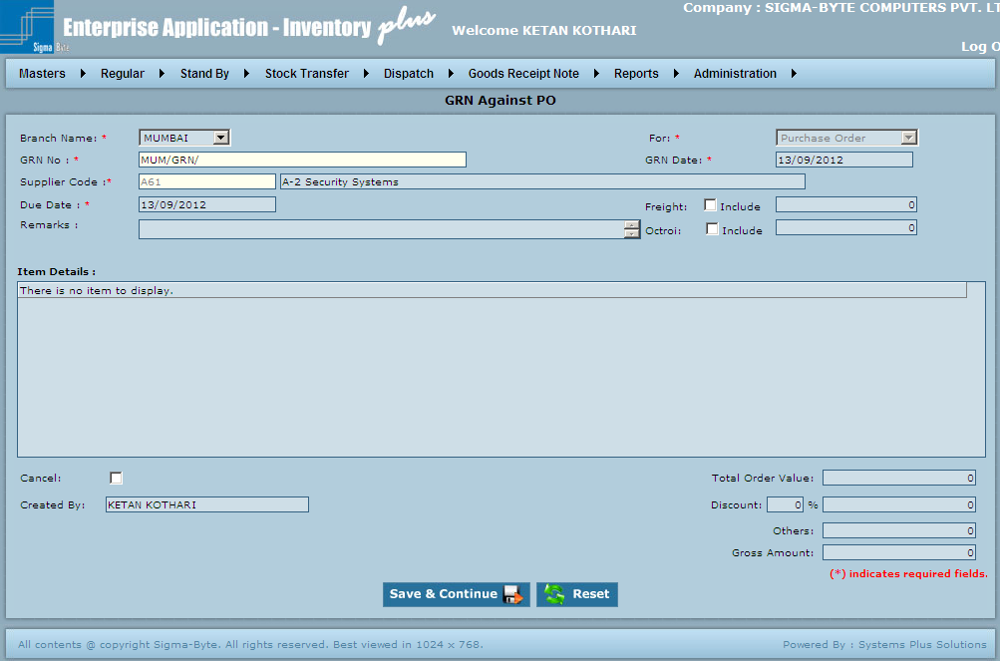 Company : SIGMA-BYTE COMPUTERS PVT. LT
Enterprise Application - Inventory plus
Welcome KETAN KOTHARI
Sigma Byte
Log O
Masters Regular Stand By Stock Transfer Dispatch Goods Receipt Note Reports Administration
GRN Against PO
Branch Name: * MUMBAI For: * Purchase Order
GRN No : * MUM/GRN/ GRN Date: * 13/09/2012
Supplier Code :* A61 A-2 Security Systems
Due Date : * 13/09/2012 Freight: Include 0
Remarks : Octroi: Include 0
Item Details :
There is no item to display.
Cancel: Total Order Value: 0
Created By: KETAN KOTHARI Discount: 0 % 0
Others: 0
Gross Amount: 0
(*) indicates required fields.
Save & Continue Reset
All contents @ copyright Sigma-Byte. All rights reserved. Best viewed in 1024 x 768. Powered By : Systems Plus Solutions